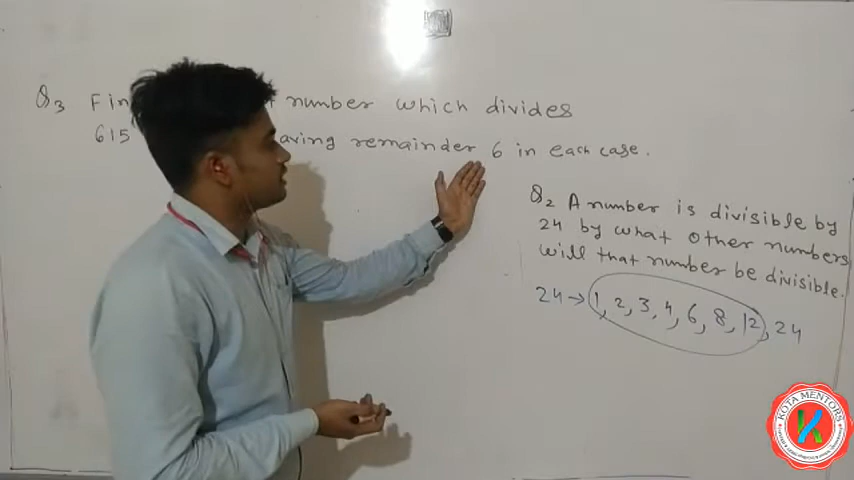 Q3 Fin number which divides
615 aving remainder 6 in each case.
Q2 A number is divisible by
24 by what other numbers
will that number be divisible.
24 → 1, 2, 3, 4, 6, 8, 12, 24
KOTA MENTORS
K